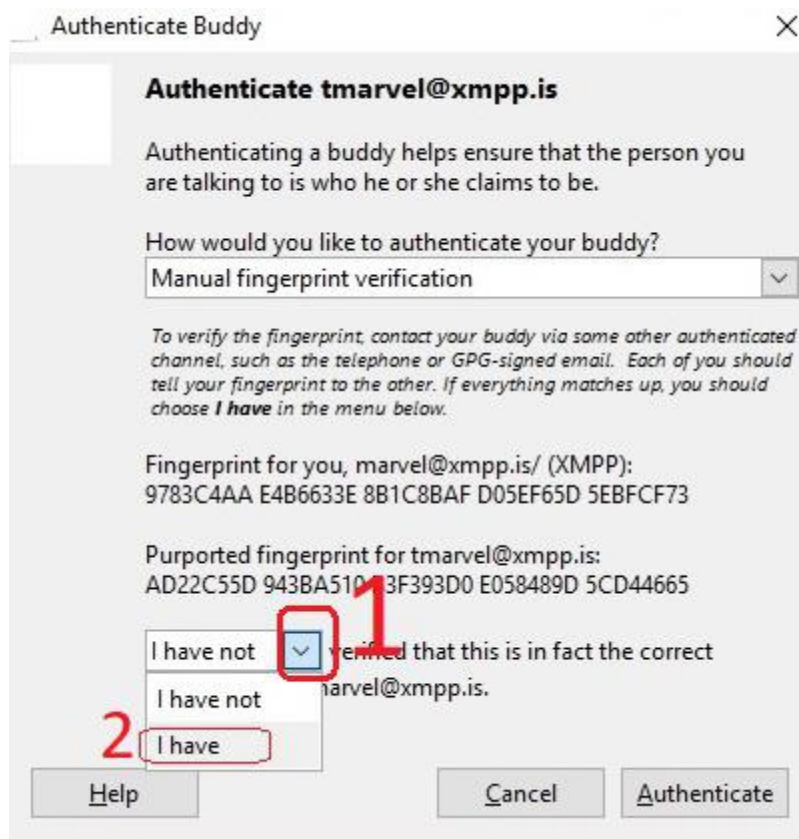 Authenticate Buddy
Authenticate tmarvel@xmpp.is
Authenticating a buddy helps ensure that the person you
are talking to is who he or she claims to be.
How would you like to authenticate your buddy?
Manual fingerprint verification
To verify the fingerprint, contact your buddy via some other authenticated
channel, such as the telephone or GPG-signed email. Each of you should
tell your fingerprint to the other. If everything matches up, you should
choose I have in the menu below.
Fingerprint for you, marvel@xmpp.is/ (XMPP):
9783C4AA E4B6633E 8B1C8BAF D05EF65D 5EBFCF73
Purported fingerprint for tmarvel@xmpp.is:
AD22C55D E058489D 5CD44665
1
I have not verified that this is in fact the correct
I have not
2 I have
Help Cancel Authenticate